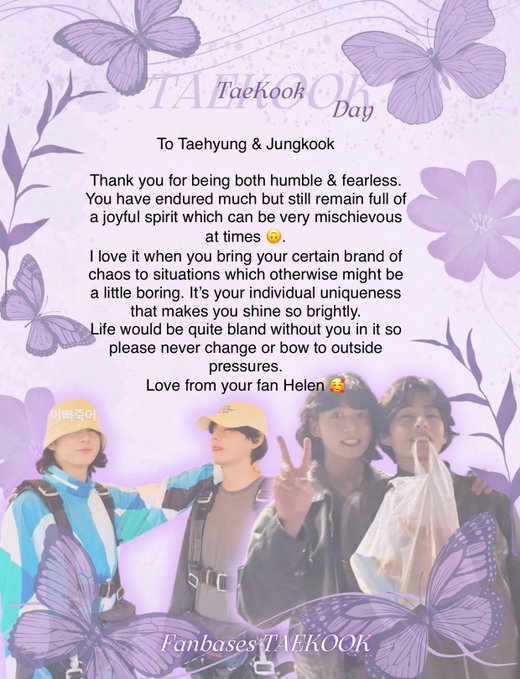 TAEKOOK
TaeKook
Day
To Taehyung & Jungkook
Thank you for being both humble & fearless.
You have endured much but still remain full of
a joyful spirit which can be very mischievous
at times 🙃.
I love it when you bring your certain brand of
chaos to situations which otherwise might be
a little boring. It’s your individual uniqueness
that makes you shine so brightly.
Life would be quite bland without you in it so
please never change or bow to outside
pressures.
Love from your fan Helen 🥰
이뻐죽어
Fanbases TAEKOOK